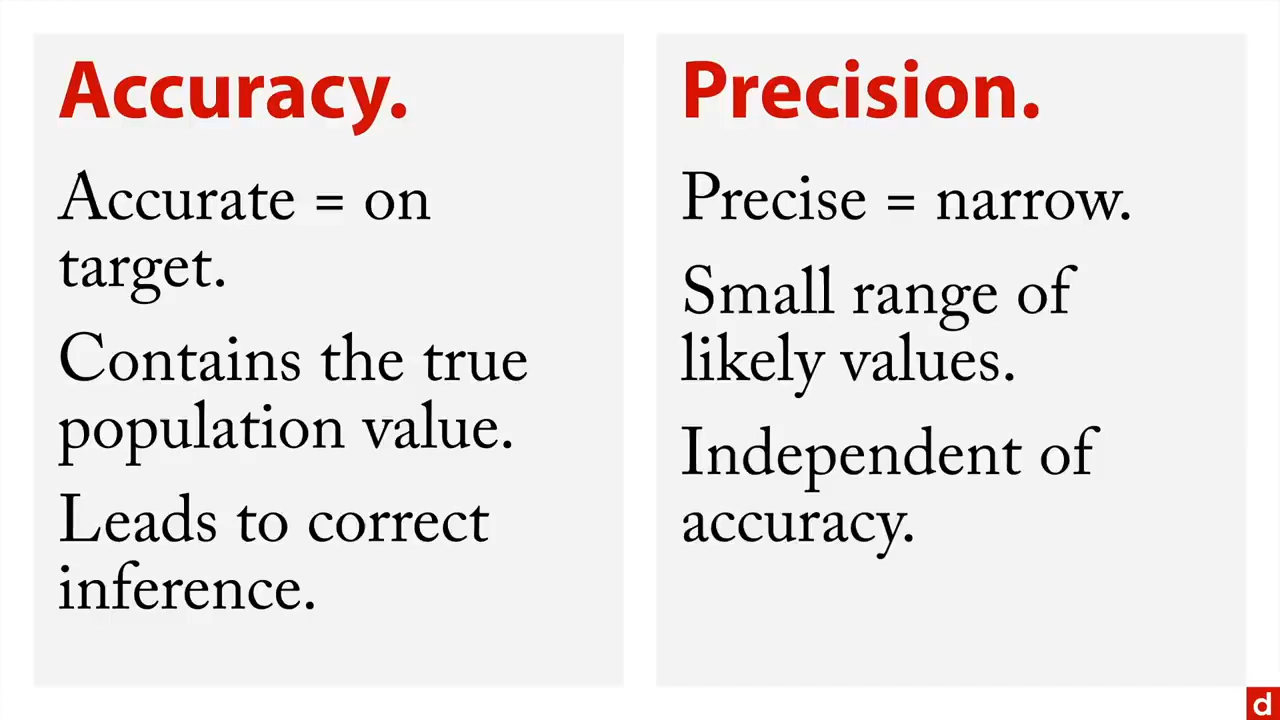 Accuracy.
Accurate = on
target.
Contains the true
population value.
Leads to correct
inference.
Precision.
Precise = narrow.
Small range of
likely values.
Independent of
accuracy.
d